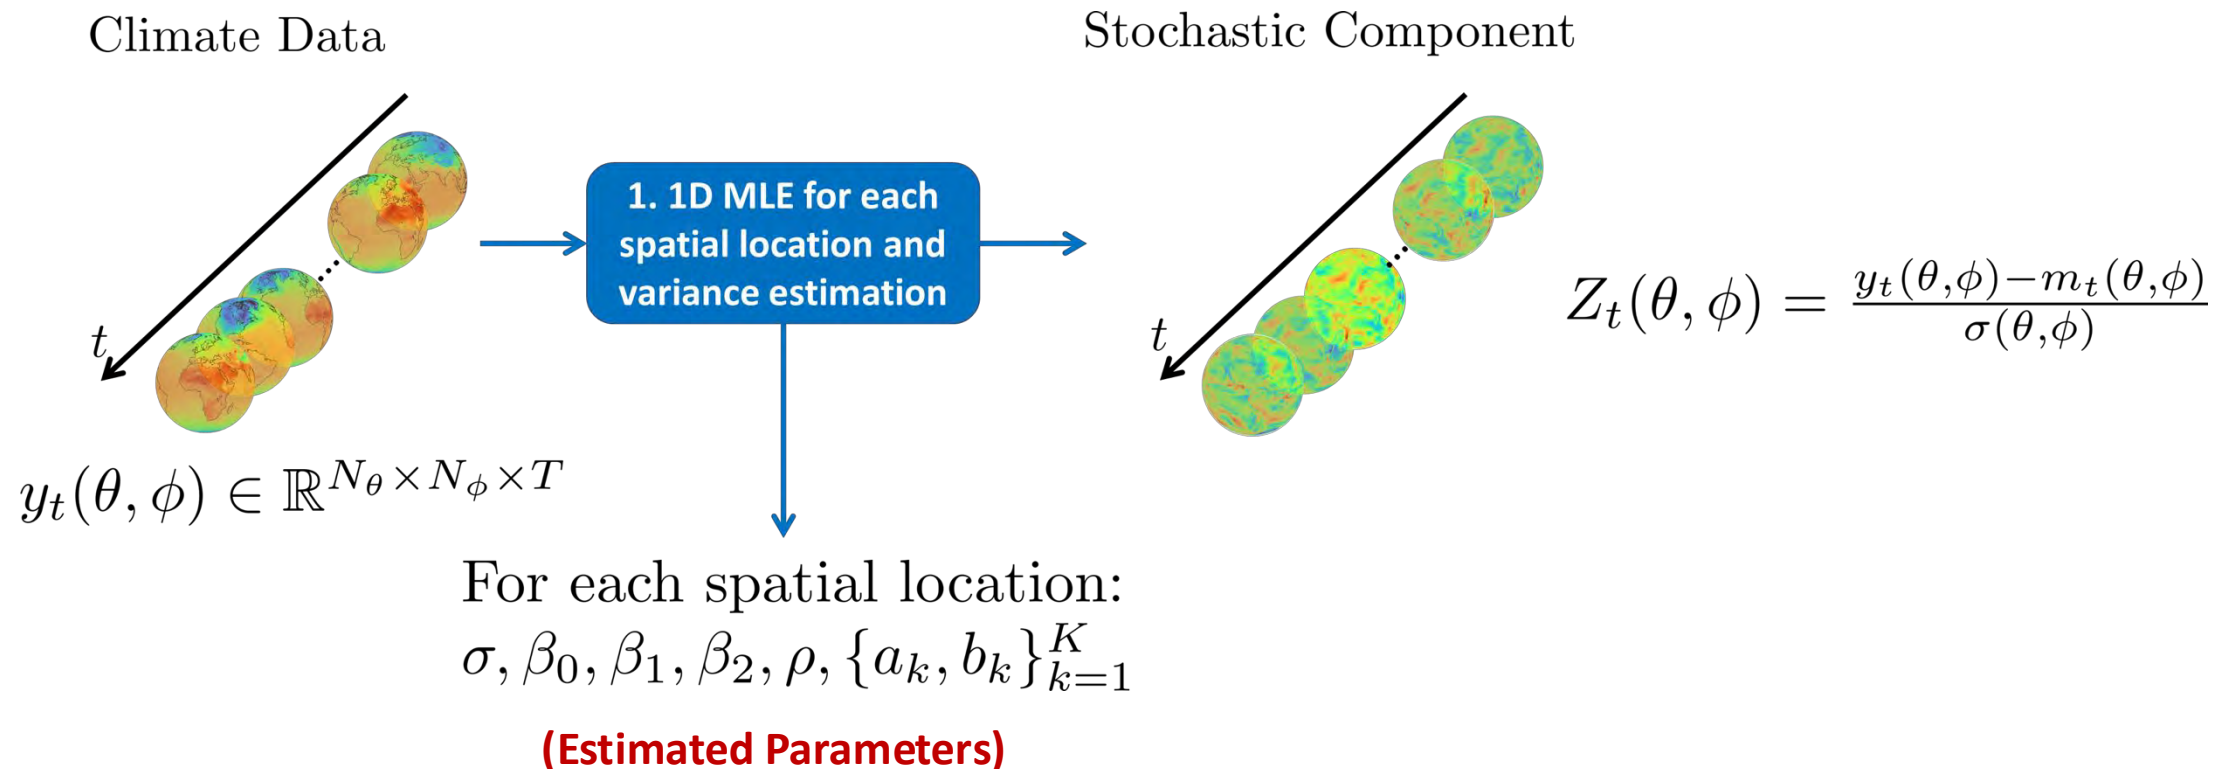 Climate Data
Stochastic Component
1. 1D MLE for each
spatial location and
variance estimation
t
t
Z_t(θ, ϕ) = \frac{y_t(θ,ϕ)−m_t(θ,ϕ)}{σ(θ,ϕ)}
y_t(θ, ϕ) ∈ ℝ^{N_θ×N_ϕ×T}
For each spatial location:
σ, β_0, β_1, β_2, ρ, {a_k, b_k}_{k=1}^K
(Estimated Parameters)